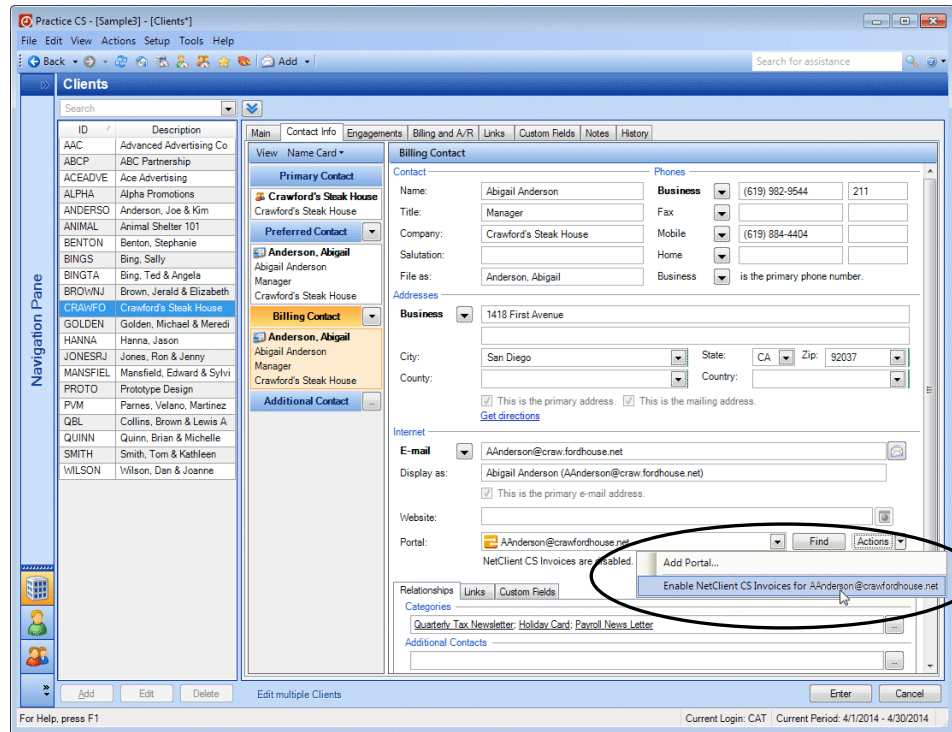 Practice CS - [Sample3] - [Clients*]
File Edit View Actions Setup Tools Help
Back Add Search for assistance
Clients
Navigation Pane
Search
ID Description
AAC Advanced Advertising Co
ABCP ABC Partnership
ACEADVE Ace Advertising
ALPHA Alpha Promotions
ANDERSO Anderson, Joe & Kim
ANIMAL Animal Shelter 101
BENTON Benton, Stephanie
BINGS Bing, Sally
BINGTA Bing, Ted & Angela
BROWNJ Brown, Jerald & Elizabeth
CRAWFO Crawford's Steak House
GOLDEN Golden, Michael & Meredi
HANNA Hanna, Jason
JONESRJ Jones, Ron & Jenny
MANSFIEL Mansfield, Edward & Sylvi
PROTO Prototype Design
PVM Parnes, Velano, Martinez
QBL Collins, Brown & Lewis A
QUINN Quinn, Brian & Michelle
SMITH Smith, Tom & Kathleen
WILSON Wilson, Dan & Joanne
Main Contact Info Engagements Billing and A/R Links Custom Fields Notes History
View Name Card
Primary Contact
Crawford's Steak House
Crawford's Steak House
Preferred Contact
Anderson, Abigail
Abigail Anderson
Manager
Crawford's Steak House
Billing Contact
Anderson, Abigail
Abigail Anderson
Manager
Crawford's Steak House
Additional Contact ...
Billing Contact
Contact Phones
Name: Abigail Anderson Business (619) 982-9544 211
Title: Manager Fax
Company: Crawford's Steak House Mobile (619) 884-4404
Salutation: Home
File as: Anderson, Abigail Business is the primary phone number.
Addresses
Business 1418 First Avenue
City: San Diego State: CA Zip: 92037
County: Country:
This is the primary address. This is the mailing address.
Get directions
Internet
E-mail AAnderson@craw.fordhouse.net
Display as: Abigail Anderson (AAnderson@craw.fordhouse.net)
This is the primary e-mail address.
Website:
Portal: AAnderson@crawfordhouse.net Find Actions
NetClient CS Invoices are disabled.
Add Portal...
Enable NetClient CS Invoices for AAnderson@crawfordhouse.net
Relationships Links Custom Fields
Categories
Quarterly Tax Newsletter; Holiday Card; Payroll News Letter ...
Additional Contacts
...
Add Edit Delete Edit multiple Clients Enter Cancel
For Help, press F1 Current Login: CAT Current Period: 4/1/2014 - 4/30/2014